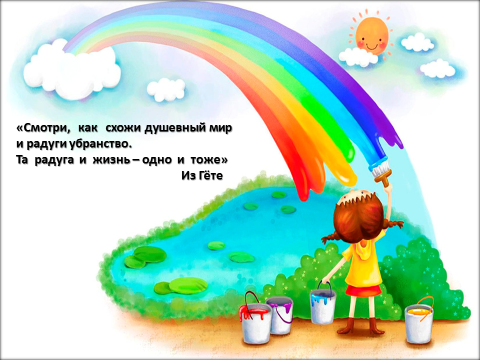 «Смотри, как схожи душевный мир
и радуги убранство.
Та радуга и жизнь – одно и тоже»
Из Гёте